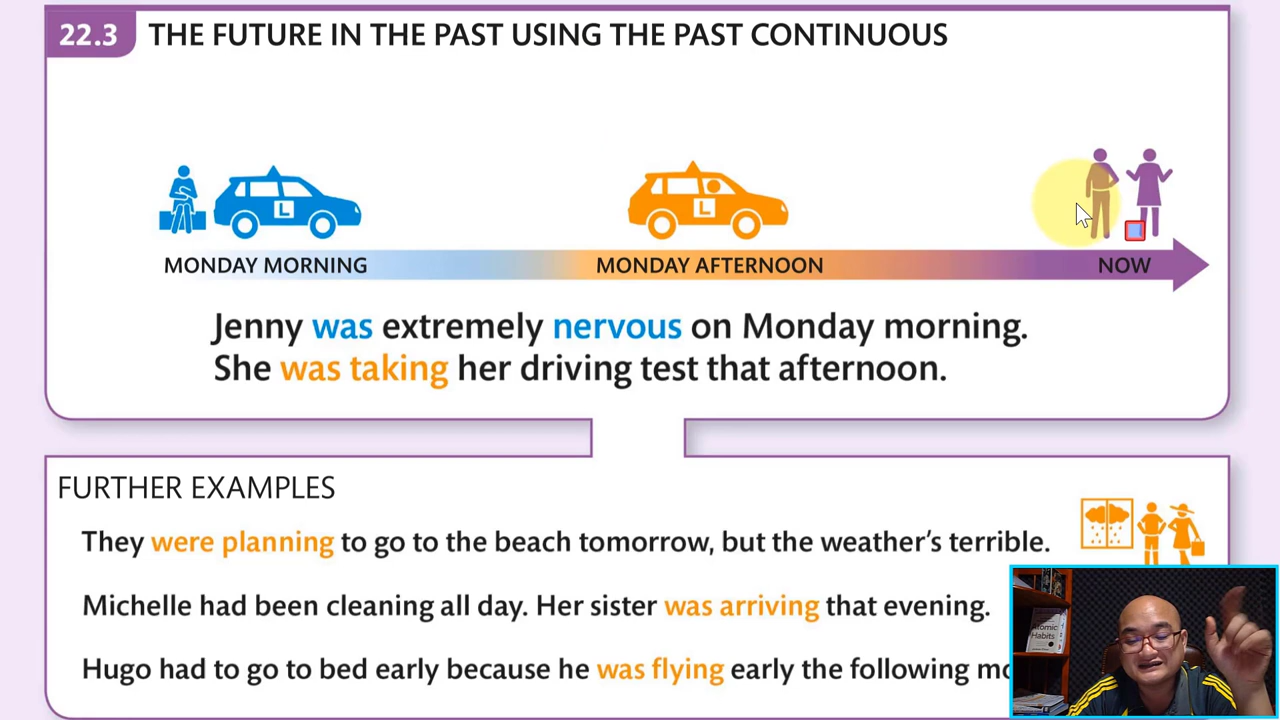 22.3 THE FUTURE IN THE PAST USING THE PAST CONTINUOUS
L
L
MONDAY MORNING MONDAY AFTERNOON NOW
Jenny was extremely nervous on Monday morning.
She was taking her driving test that afternoon.
FURTHER EXAMPLES
They were planning to go to the beach tomorrow, but the weather's terrible.
Michelle had been cleaning all day. Her sister was arriving that evening.
Hugo had to go to bed early because he was flying early the following
Atomic
Habits